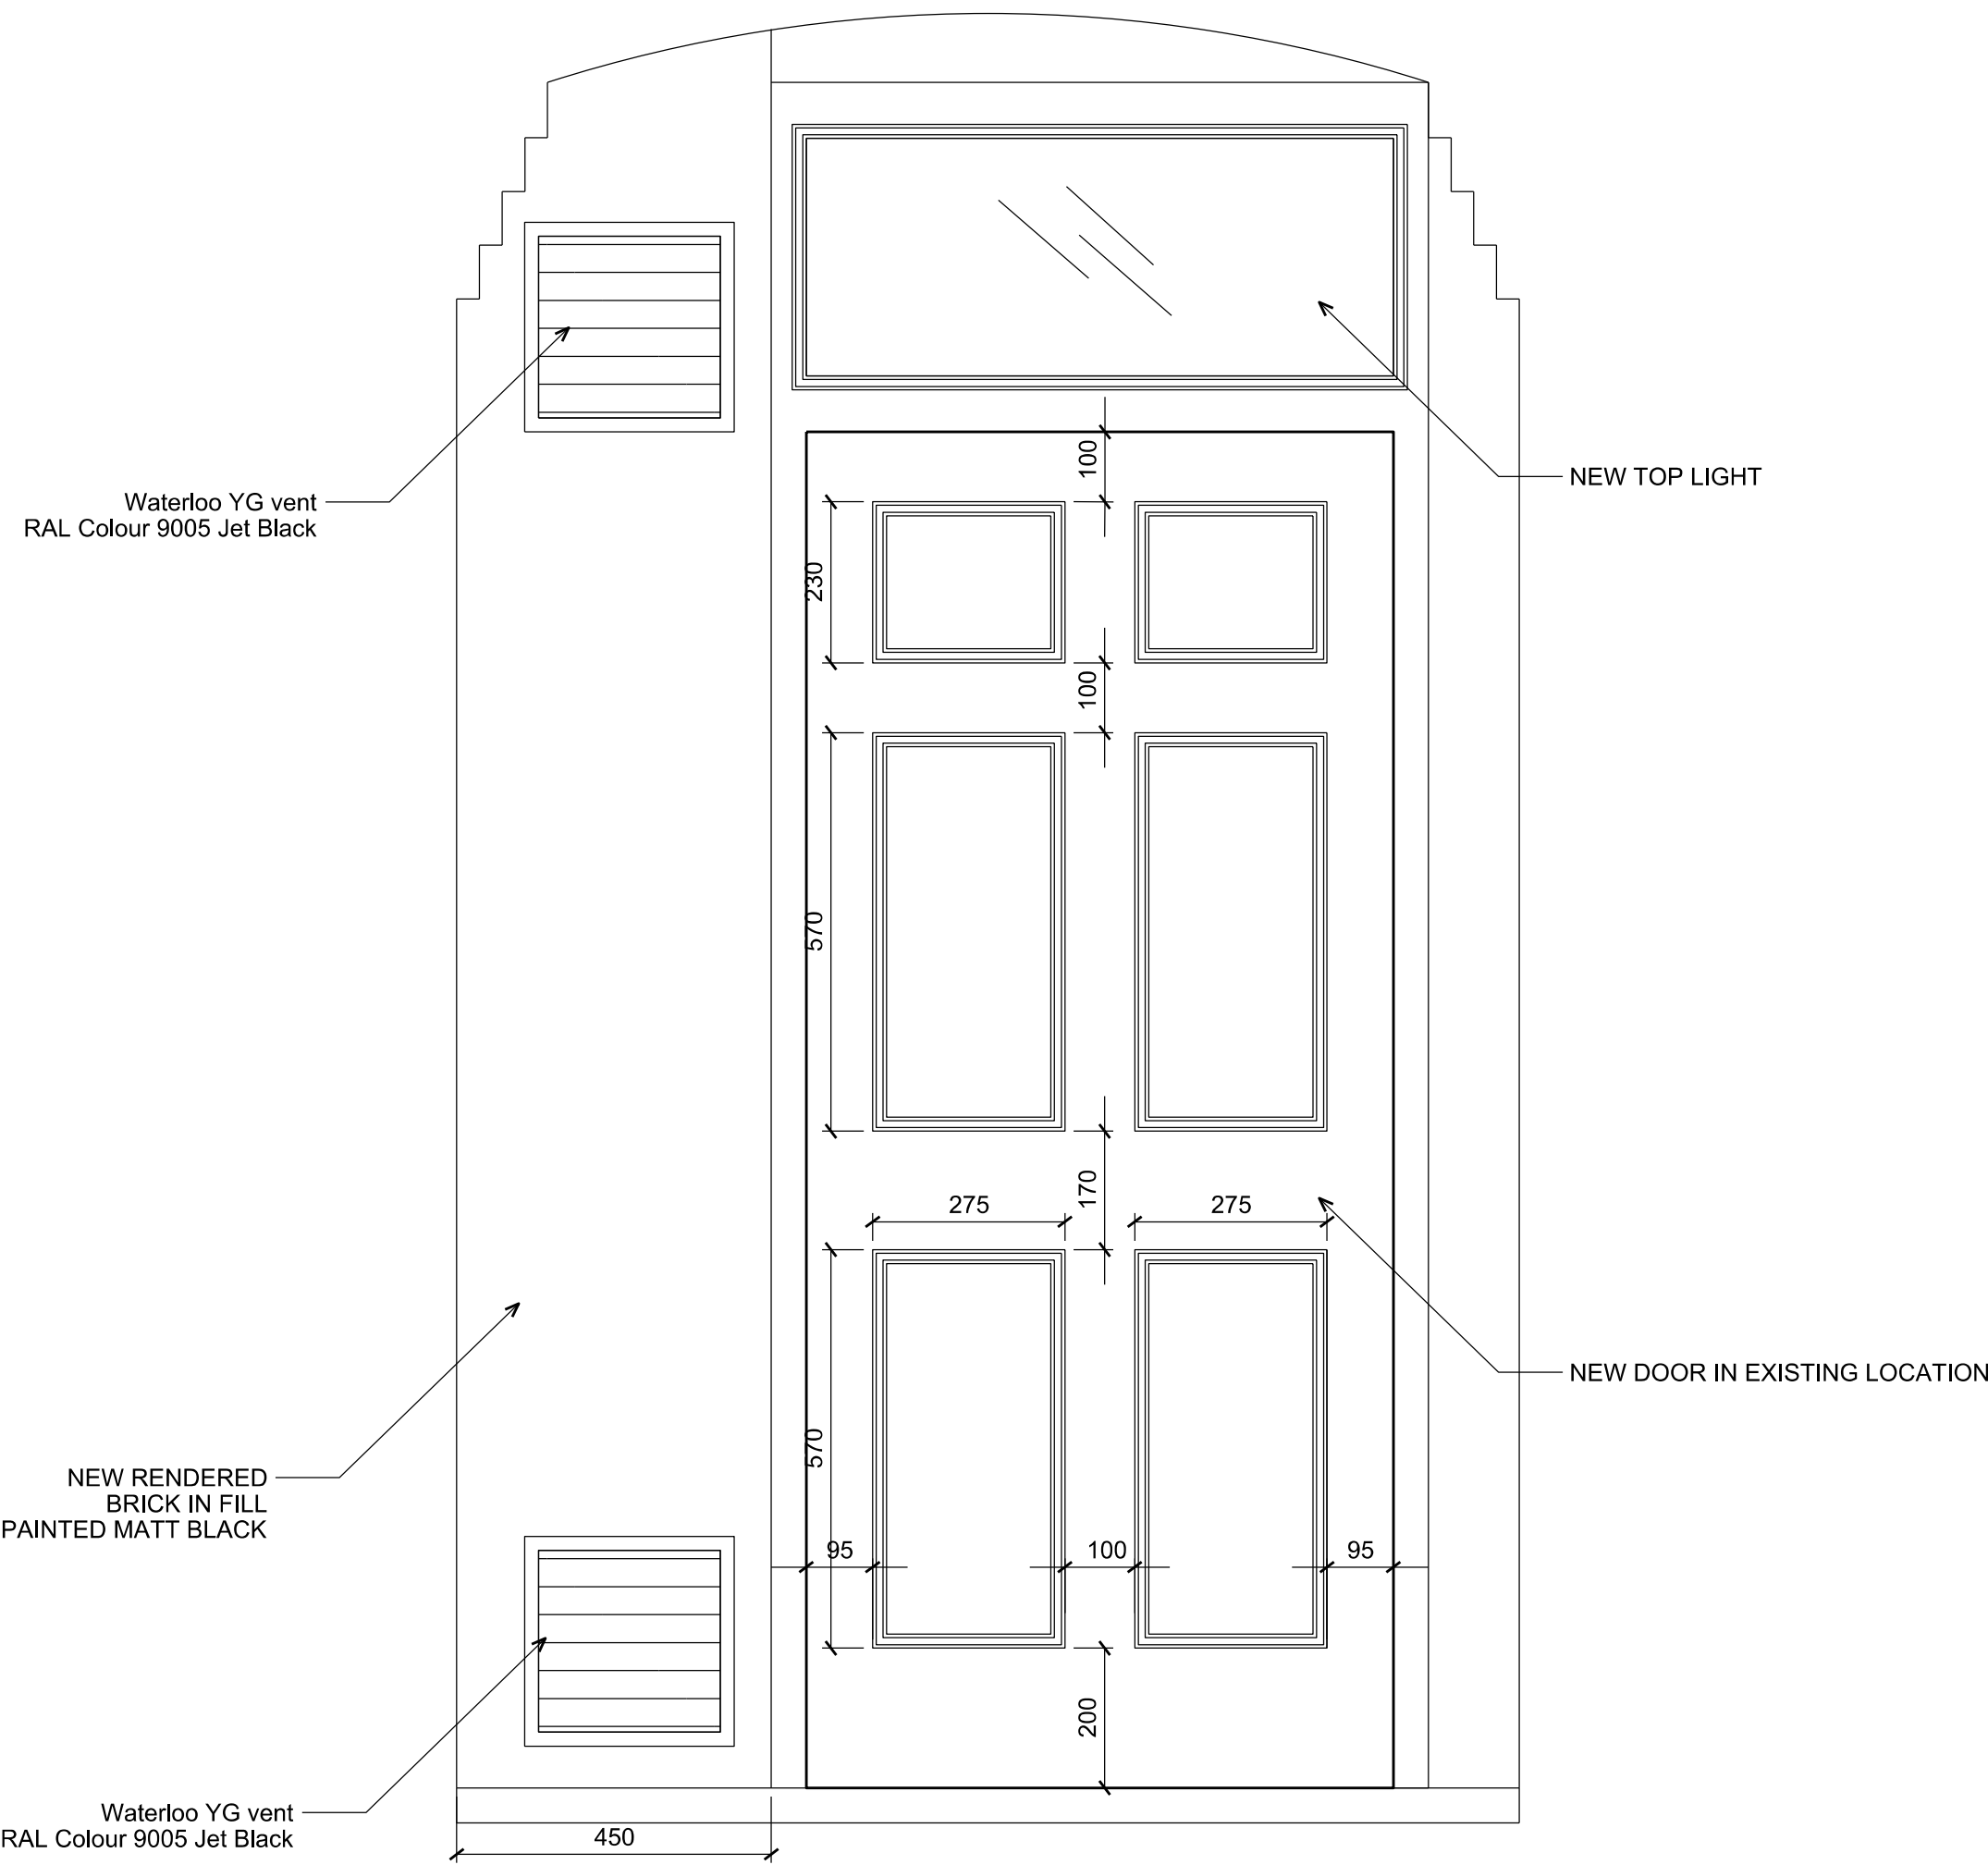 100
NEW TOP LIGHT
Waterloo YG vent
RAL Colour 9005 Jet Black
230
100
570
170
275
275
NEW DOOR IN EXISTING LOCATION
570
NEW RENDERED
BRICK IN FILL
PAINTED MATT BLACK
95
100
95
200
Waterloo YG vent
RAL Colour 9005 Jet Black
450